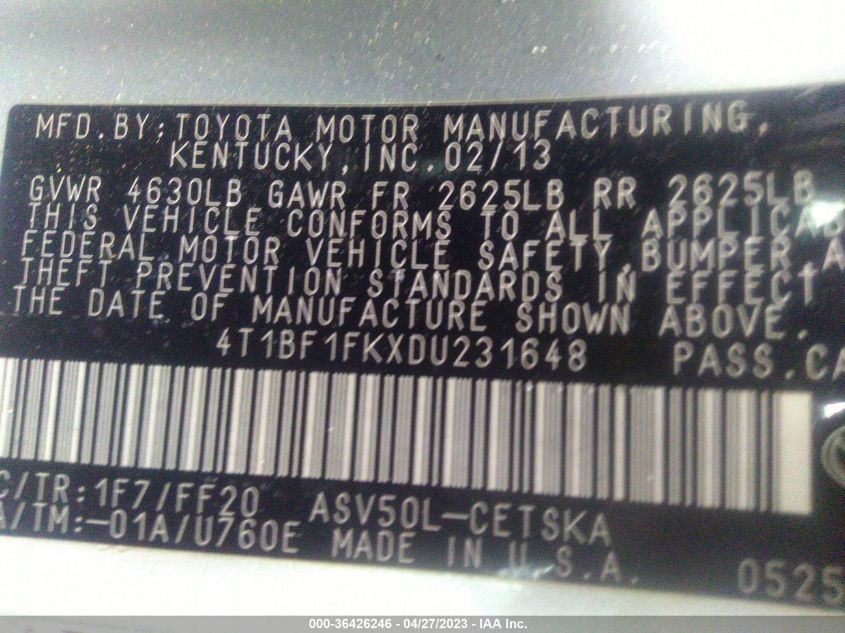 MFD. BY: TOYOTA MOTOR MANUFACTURING,
KENTUCKY, INC. 02/13
GVWR 4630LB GAWR FR 2625LB RR 2625LB
THIS VEHICLE CONFORMS TO ALL APPLICAB
FEDERAL MOTOR VEHICLE SAFETY, BUMPER, A
THEFT PREVENTION STANDARDS IN EFFECT
THE DATE OF MANUFACTURE SHOWN ABOVE.
4T1BF1FKXDU231648 PASS.CA
C/TR: 1F7/FF20 ASV50L-CETSKA
A/TM:-01A/U760E MADE IN U.S.A. 0525
000-36426246 - 04/27/2023 - IAA Inc.